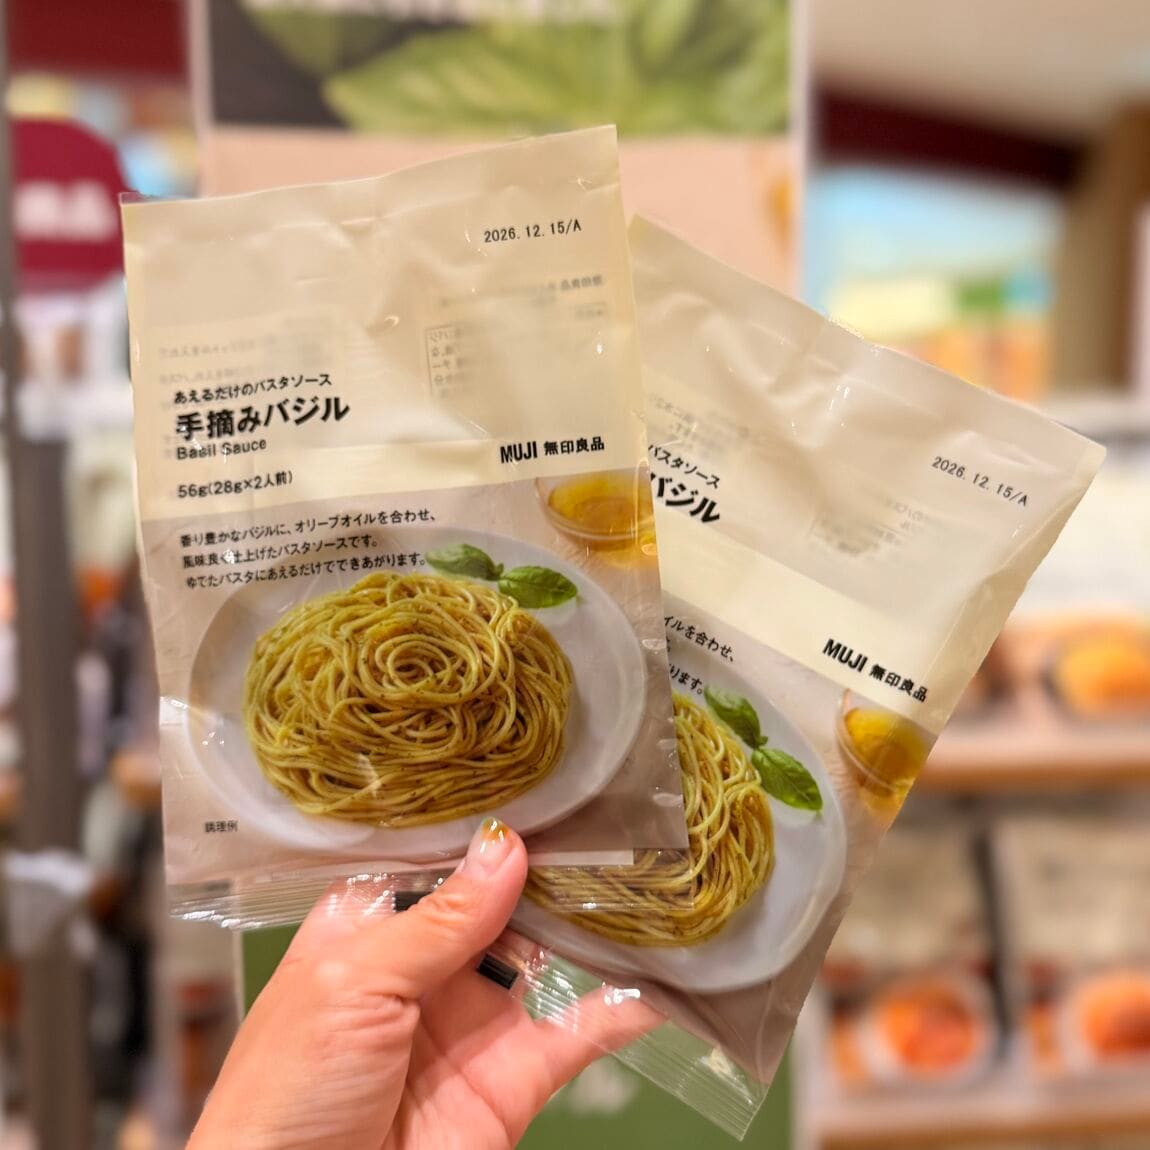 2026.12.15/A
あえるだけのパスタソース
手摘みバジル
Basil Sauce
MUJI 無印良品
56g(28g×2人前)
香り豊かなバジルに、オリーブオイルを合わせ、
風味良く仕上げたパスタソースです。
ゆでたパスタにあえるだけでできあがります。
調理例
2026.12.15/A
パスタソース
バジル
MUJI 無印良品
イルを合わせ、
ります。